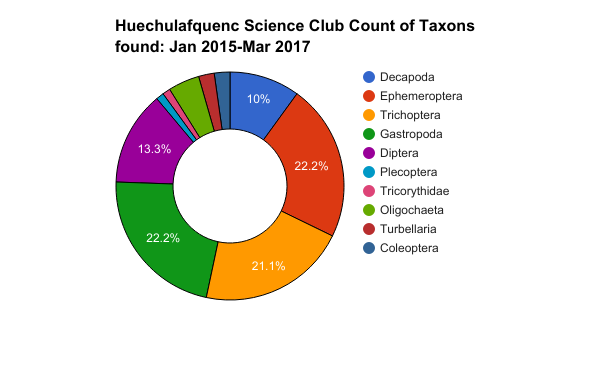 Huechulafquenc Science Club Count of Taxons
found: Jan 2015-Mar 2017
10%
22.2%
21.1%
22.2%
13.3%
Decapoda
Ephemeroptera
Trichoptera
Gastropoda
Diptera
Plecoptera
Tricorythidae
Oligochaeta
Turbellaria
Coleoptera